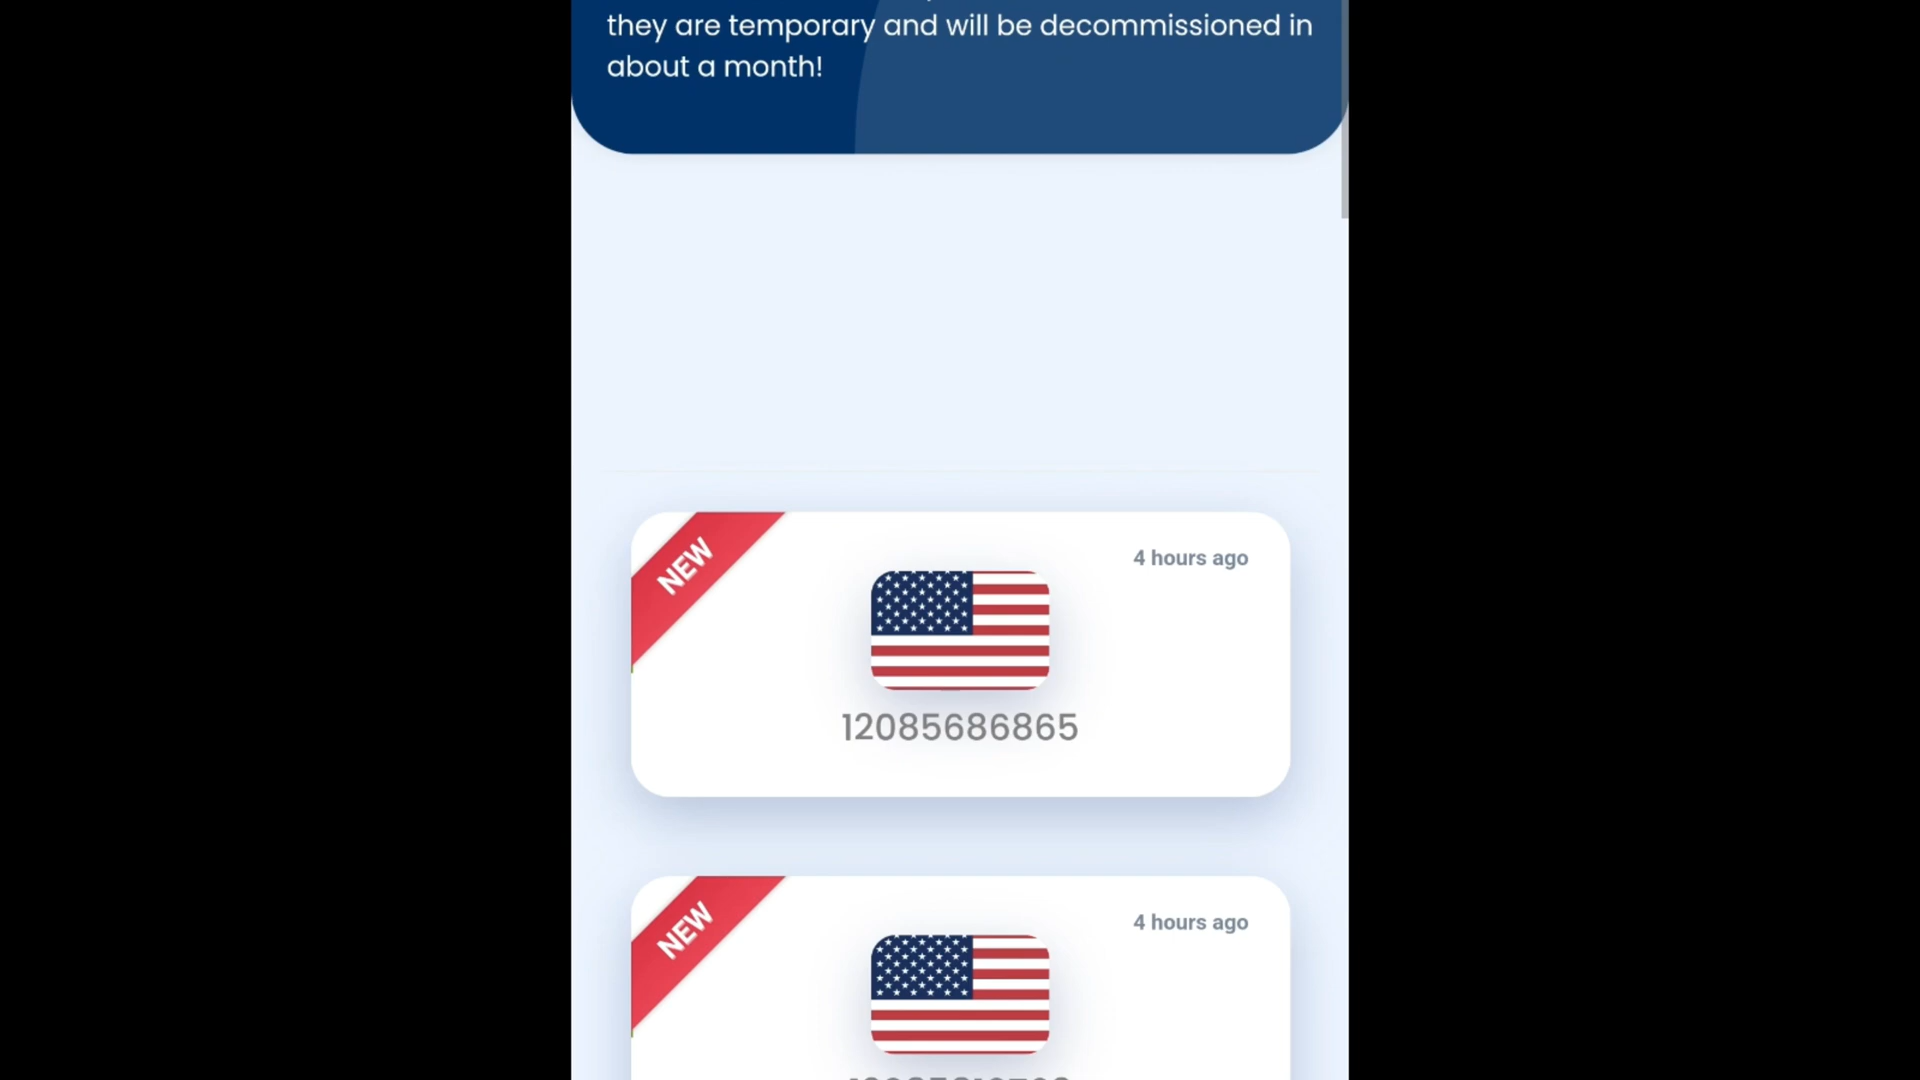 they are temporary and will be decommissioned in
about a month!
NEW
4 hours ago
12085686865
NEW
4 hours ago